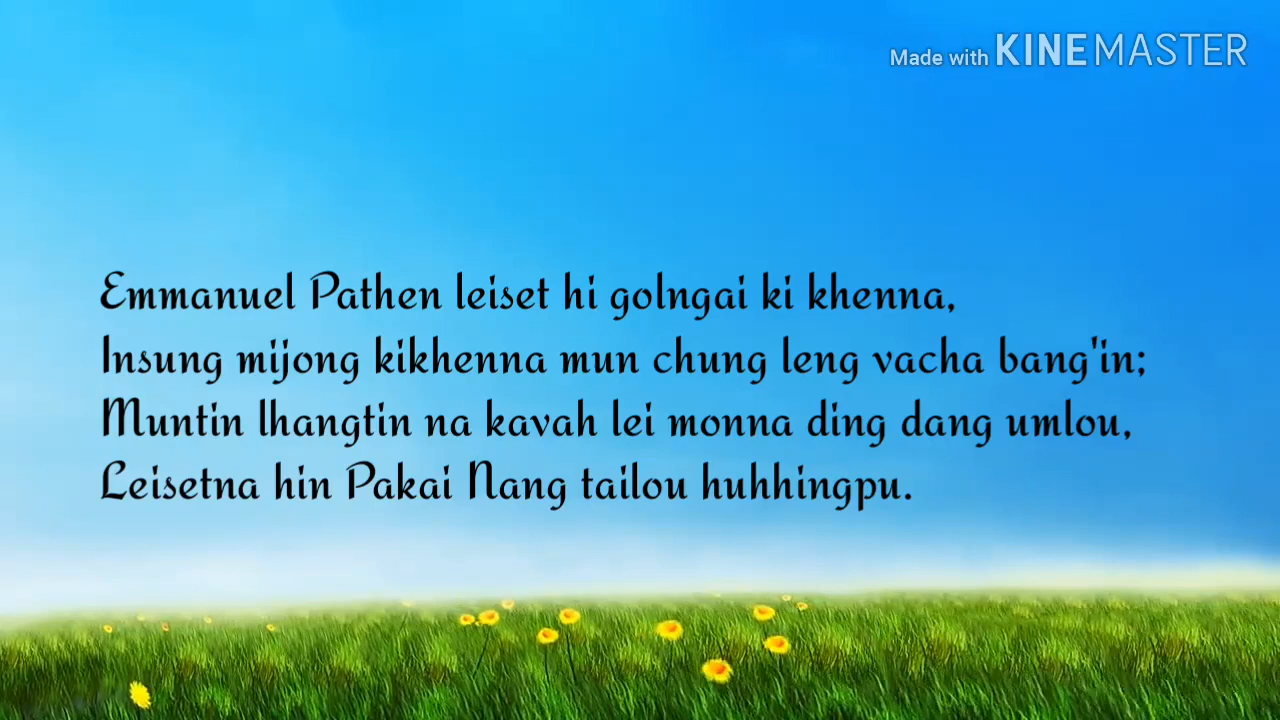 Made with KINEMASTER
Emmanuel Pathen leiset hi golngai ki khenna,
Insung mijong kikhenna mun chung leng vacha bang'in;
Muntin lhangtin na kavah lei monna ding dang umlou,
Leisetna hin Pakai Nang tailou huhhingpu.